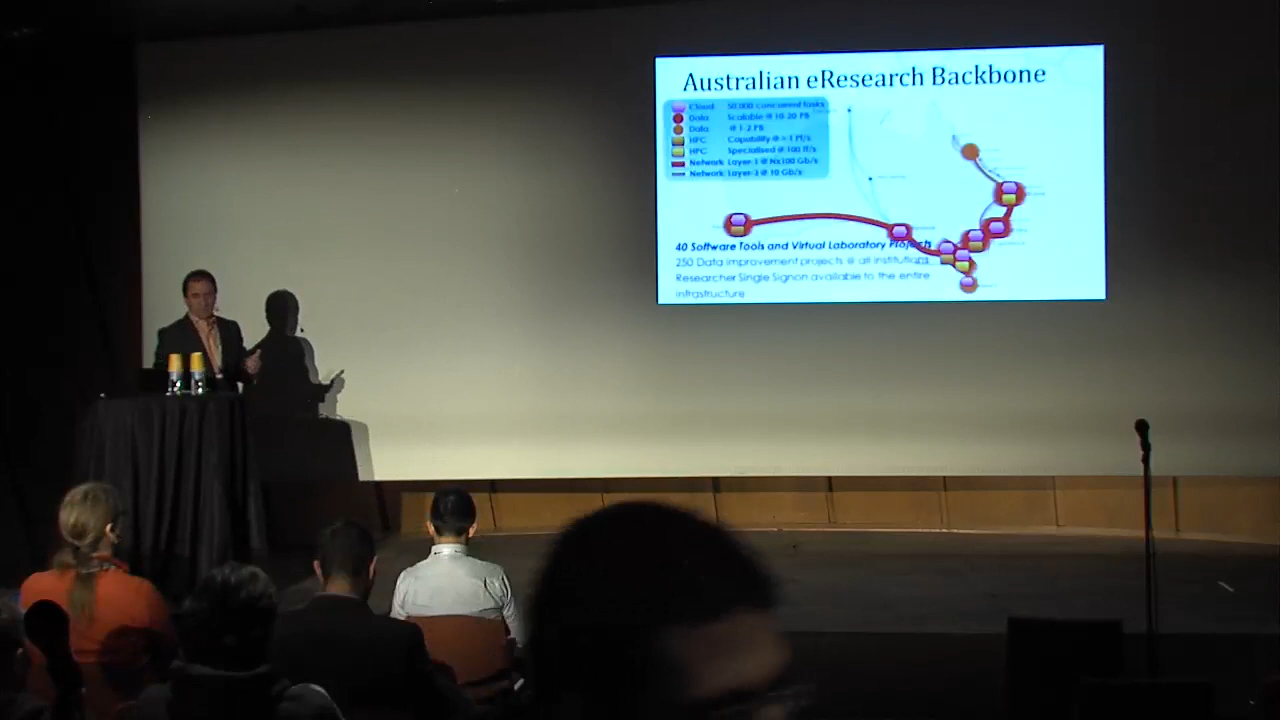 Australian eResearch Backbone
Cloud: 50,000 concurrent tasks
Data: Scalable @ 10-20 PB
Data: @ 1-2 PB
HPC: Capability @ > 1 Pf/s
HPC: Specialised @ 100 tf/s
Network: Layer-1 @ Nx100 Gb/s
Network: Layer-3 @ 10 Gb/s
40 Software Tools and Virtual Laboratory Projects
250 Data improvement projects @ all institutions
Researcher Single Signon available to the entire
infrastructure